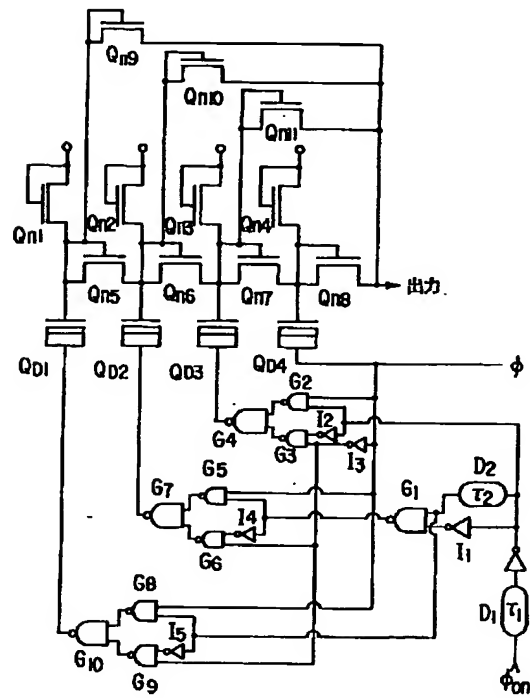 Qn9
Qn10
Qn11
Qn1
Qn2
Qn3
Qn4
Qn5
Qn6
Qn7
Qn8
出力
QD1
QD2
QD3
QD4
φ
G2
I2
G4
G3
I3
D2
τ2
G5
G7
I4
G1
G6
I1
G8
D1
τ1
I5
G10
G9
φon